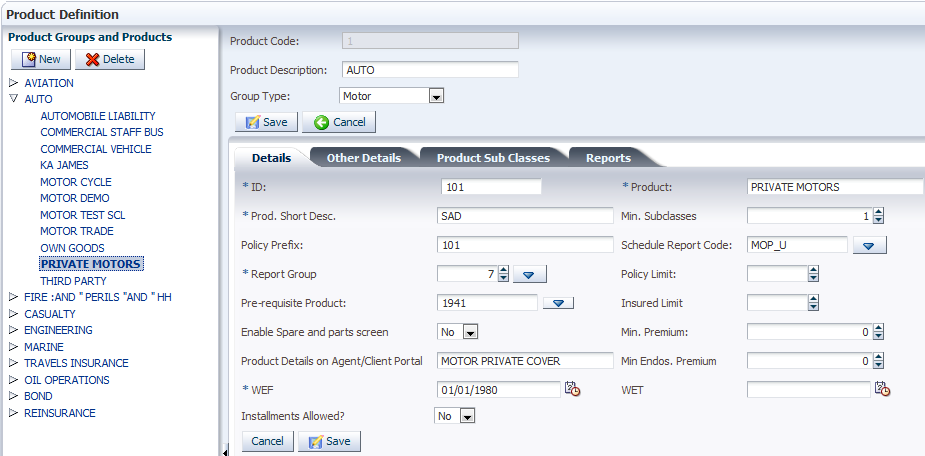 Product Definition
Product Groups and Products
New Delete
AVIATION
AUTO
AUTOMOBILE LIABILITY
COMMERCIAL STAFF BUS
COMMERCIAL VEHICLE
KA JAMES
MOTOR CYCLE
MOTOR DEMO
MOTOR TEST SCL
MOTOR TRADE
OWN GOODS
PRIVATE MOTORS
THIRD PARTY
FIRE :AND " PERILS "AND " HH
CASUALTY
ENGINEERING
MARINE
TRAVELS INSURANCE
OIL OPERATIONS
BOND
REINSURANCE
Product Code: 1
Product Description: AUTO
Group Type: Motor
Save Cancel
Details Other Details Product Sub Classes Reports
* ID: 101 * Product: PRIVATE MOTORS
* Prod. Short Desc. SAD Min. Subclasses 1
Policy Prefix: 101 Schedule Report Code: MOP_U
* Report Group 7 Policy Limit:
Pre-requisite Product: 1941 Insured Limit
Enable Spare and parts screen No Min. Premium: 0
Product Details on Agent/Client Portal MOTOR PRIVATE COVER Min Endos. Premium 0
* WEF 01/01/1980 WET
Installments Allowed? No
Cancel Save